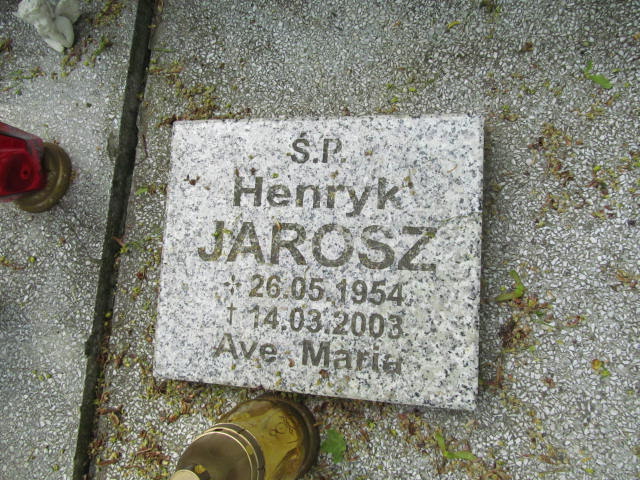 Ś.P.
Henryk
JAROSZ
* 26.05.1954
† 14.03.2003
Ave Maria